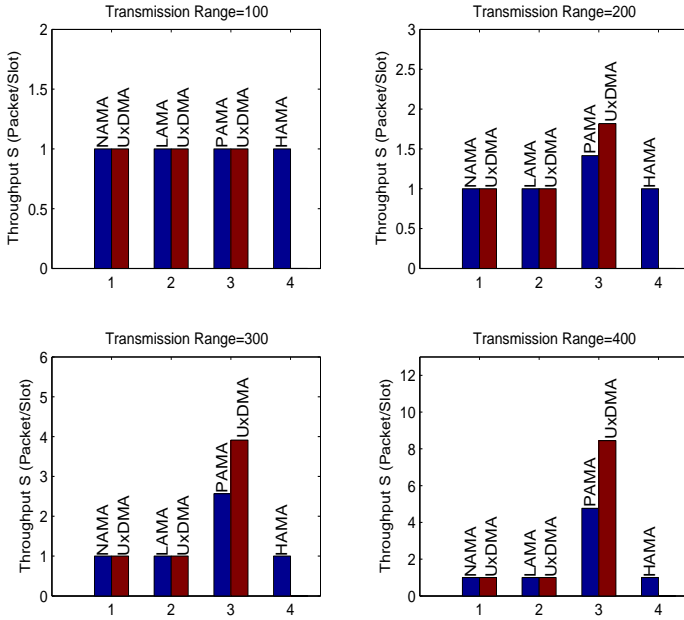 Transmission Range=100
Throughput S (Packet/Slot)
2
1.5
1
0.5
0
NAMA
UxDMA
LAMA
UxDMA
PAMA
UxDMA
HAMA
1 2 3 4
Transmission Range=200
Throughput S (Packet/Slot)
3
2.5
2
1.5
1
0.5
0
NAMA
UxDMA
LAMA
UxDMA
PAMA
UxDMA
HAMA
1 2 3 4
Transmission Range=300
Throughput S (Packet/Slot)
6
5
4
3
2
1
0
NAMA
UxDMA
LAMA
UxDMA
PAMA
UxDMA
HAMA
1 2 3 4
Transmission Range=400
Throughput S (Packet/Slot)
12
10
8
6
4
2
0
NAMA
UxDMA
LAMA
UxDMA
PAMA
UxDMA
HAMA
1 2 3 4